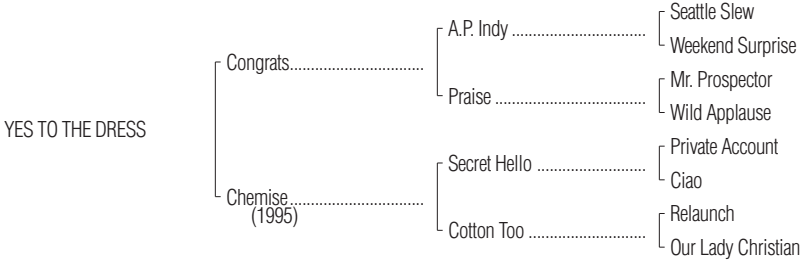 Seattle Slew
A.P. Indy ..................................
Weekend Surprise
Congrats..................................
Mr. Prospector
Praise ......................................
Wild Applause
YES TO THE DRESS
Private Account
Secret Hello ...........................
Ciao
Chemise..................................
(1995)
Relaunch
Cotton Too ..............................
Our Lady Christian